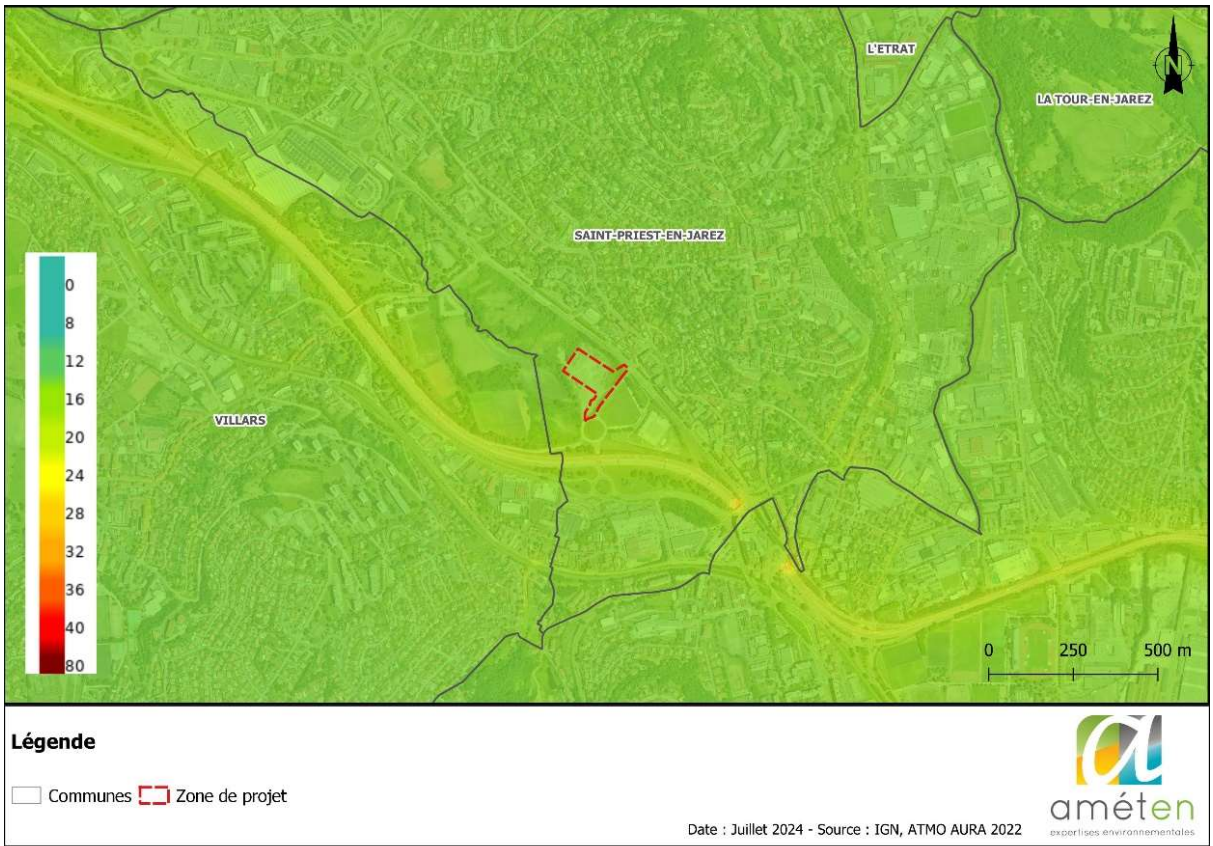 L'ETRAT
N
LA TOUR-EN-JAREZ
SAINT-PRIEST-EN-JAREZ
VILLARS
0
8
12
16
20
24
28
32
36
40
80
0 250 500 m
Légende
Communes Zone de projet
Date : Juillet 2024 - Source : IGN, ATMO AURA 2022
a
améten
expertises environnementales